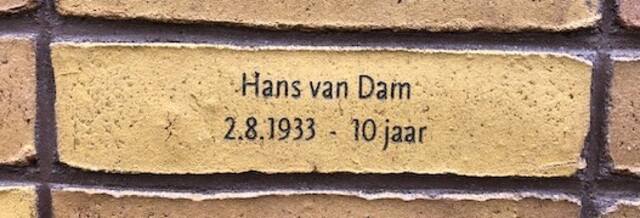 Hans van Dam
2.8.1933 - 10 jaar